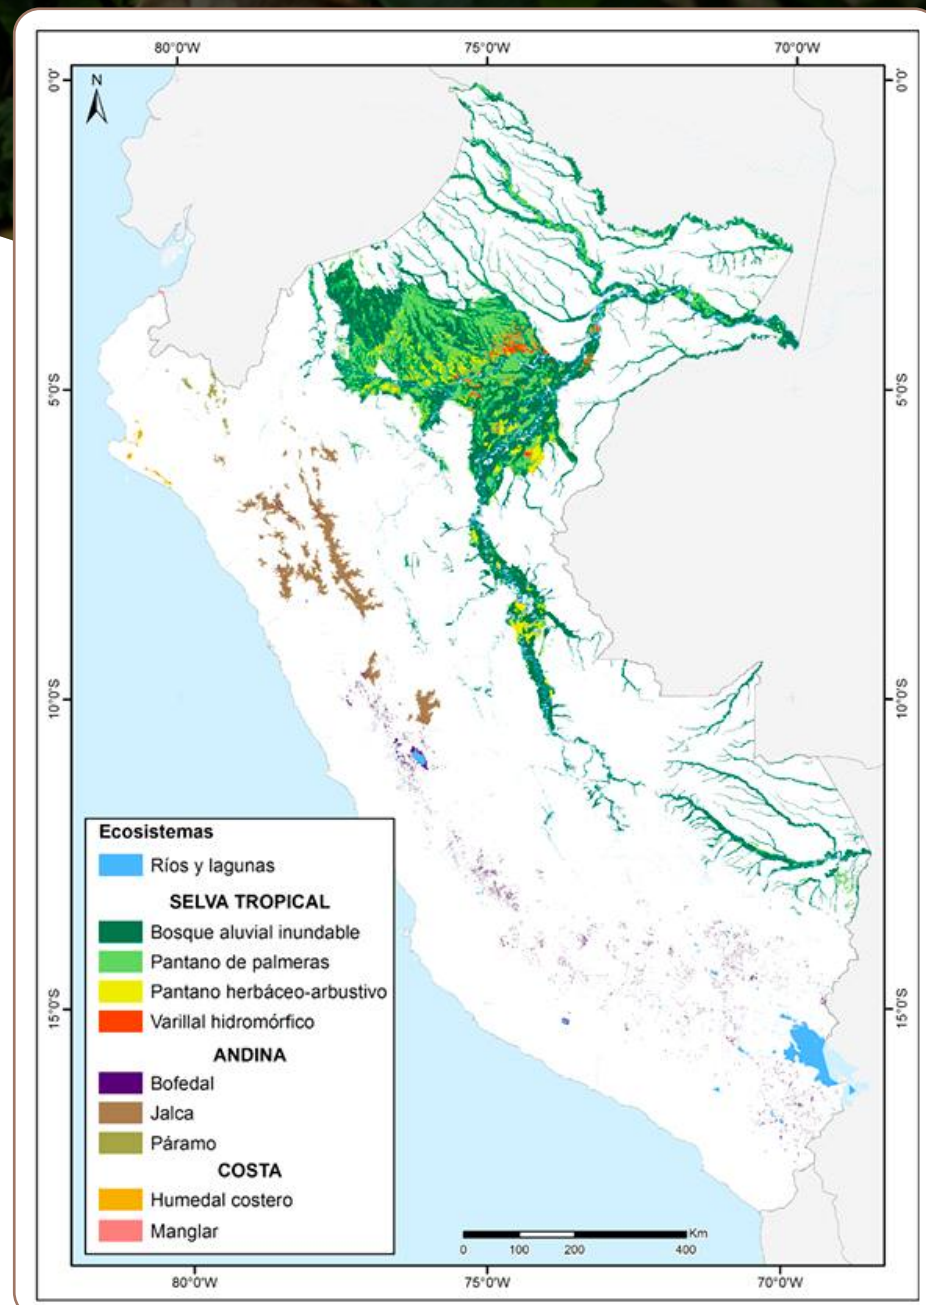 80°0'W 75°0'W 70°0'W
N
0°0' 0°0'
5°0'S 5°0'S
10°0'S 10°0'S
15°0'S 15°0'S
Ecosistemas
Ríos y lagunas
SELVA TROPICAL
Bosque aluvial inundable
Pantano de palmeras
Pantano herbáceo-arbustivo
Varillal hidromórfico
ANDINA
Bofedal
Jalca
Páramo
COSTA
Humedal costero
Manglar
Km
0 100 200 400
80°0'W 75°0'W 70°0'W